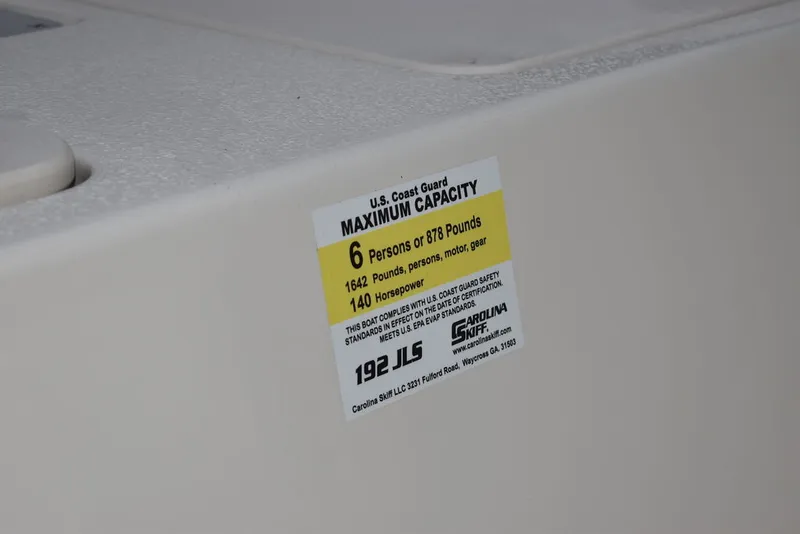 U.S. Coast Guard
MAXIMUM CAPACITY
6 Persons or 878 Pounds
1642 Pounds, persons, motor, gear
140 Horsepower
THIS BOAT COMPLIES WITH U.S. COAST GUARD SAFETY
STANDARDS IN EFFECT ON THE DATE OF CERTIFICATION.
MEETS U.S. EPA EVAP STANDARDS.
192 JLS
CAROLINA
SKIFF.
www.carolinaskiff.com
Carolina Skiff LLC 3231 Fulford Road, Waycross GA. 31503